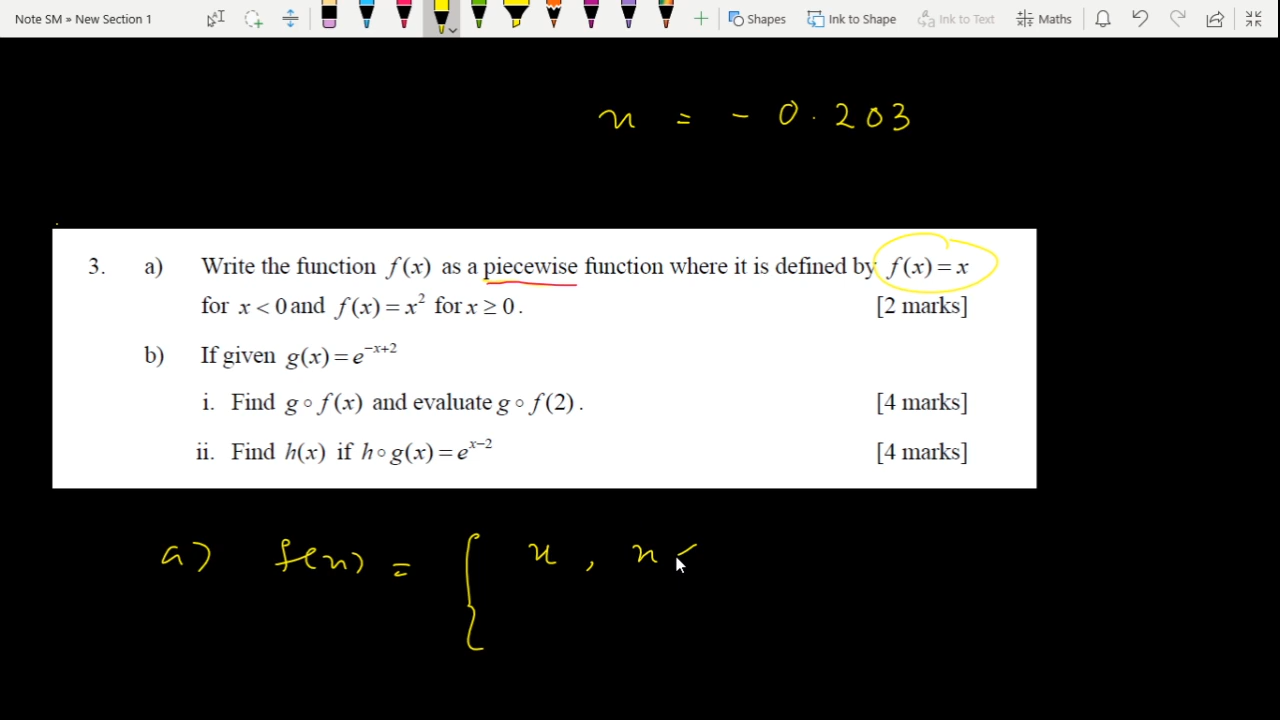 Note SM » New Section 1 Shapes Ink to Shape Ink to Text Maths
x = - 0.203
3. a) Write the function f(x) as a piecewise function where it is defined by f(x) = x
for x < 0 and f(x) = x² for x ≥ 0. [2 marks]
b) If given g(x) = e^{-x+2}
i. Find g ∘ f(x) and evaluate g ∘ f(2). [4 marks]
ii. Find h(x) if h ∘ g(x) = e^{x-2} [4 marks]
a) f(x) = { x , x <